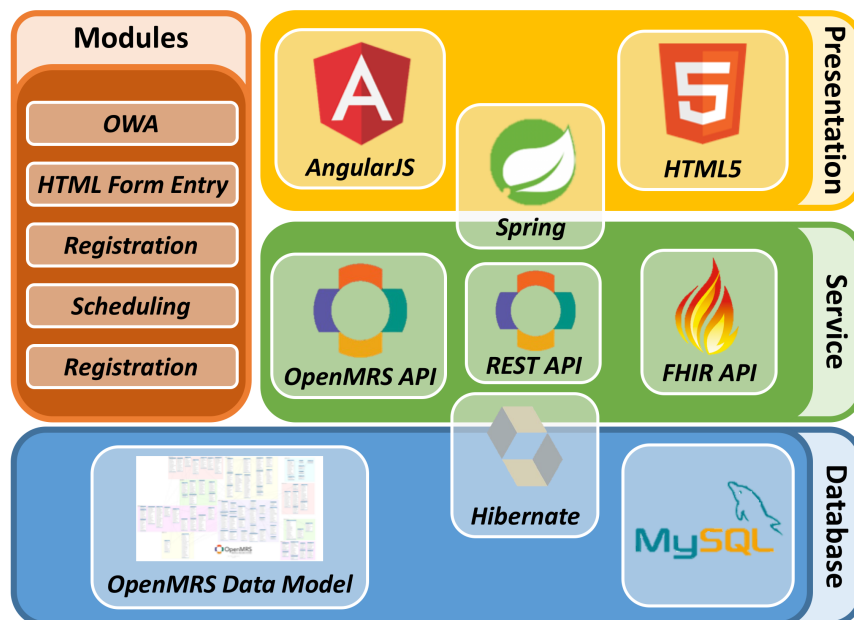 Modules
OWA
HTML Form Entry
Registration
Scheduling
Registration
Presentation
AngularJS
Spring
HTML5
Service
OpenMRS API
REST API
FHIR API
Database
OpenMRS
OpenMRS Data Model
Hibernate
MySQL